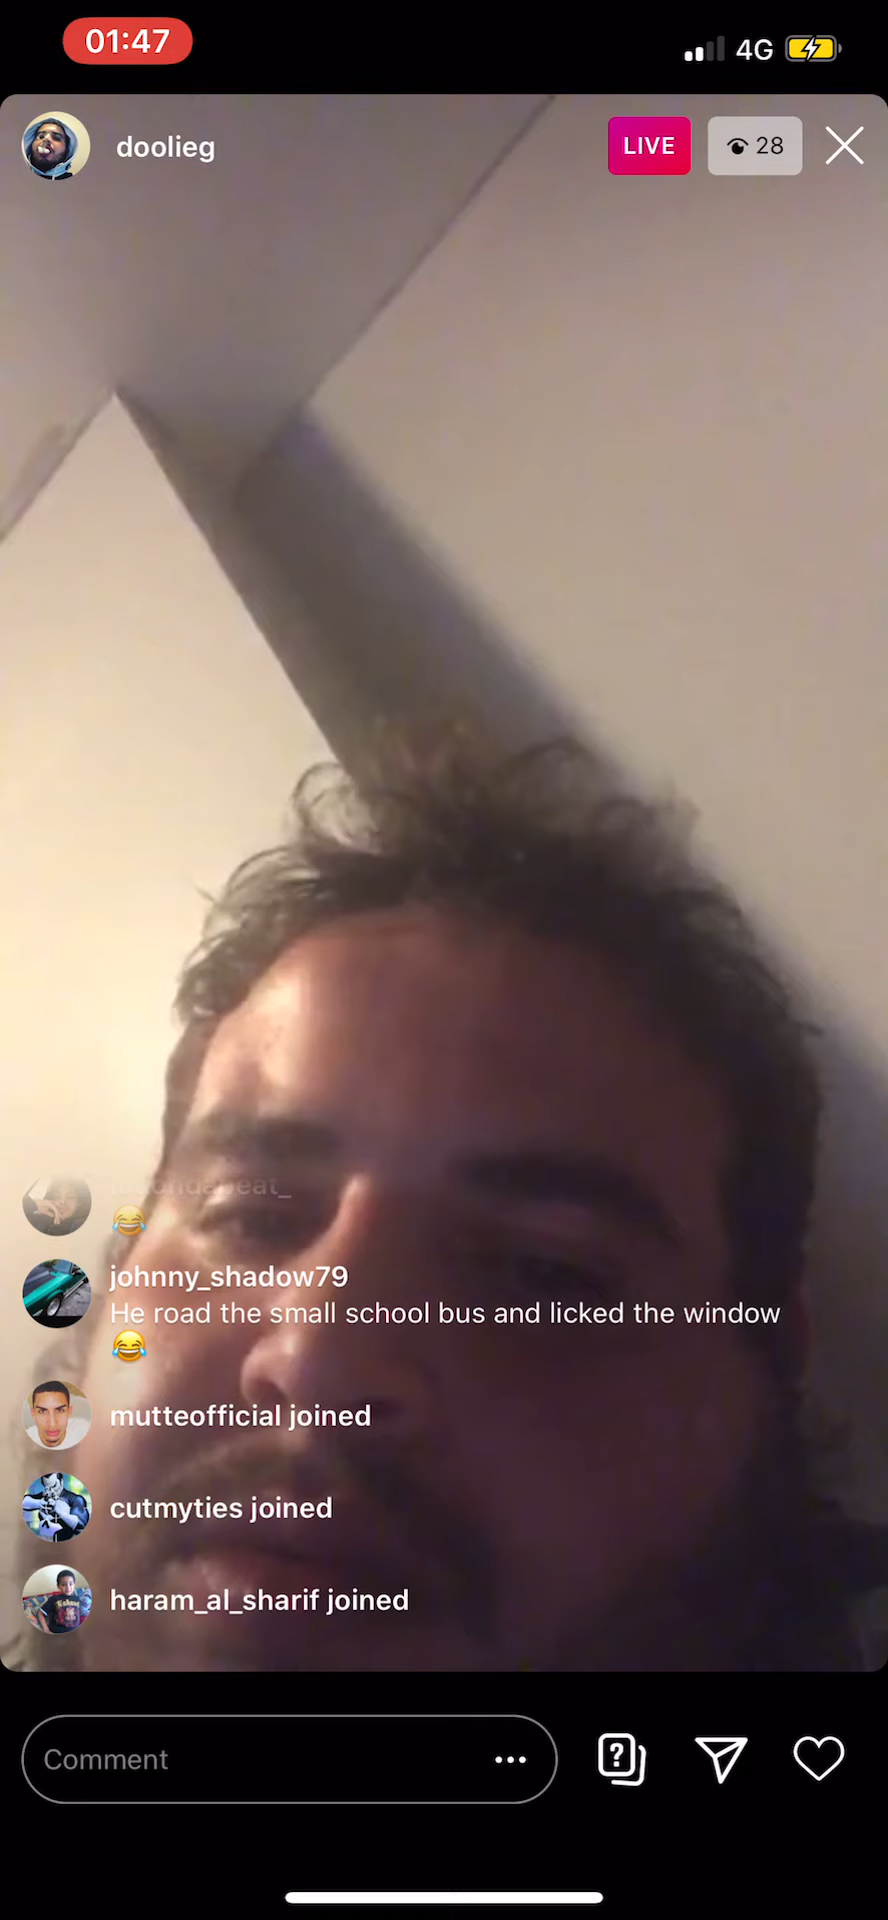 01:47
4G
doolieg
LIVE
28
johnny_shadow79
He road the small school bus and licked the window
😂
mutteofficial joined
cutmyties joined
haram_al_sharif joined
Comment